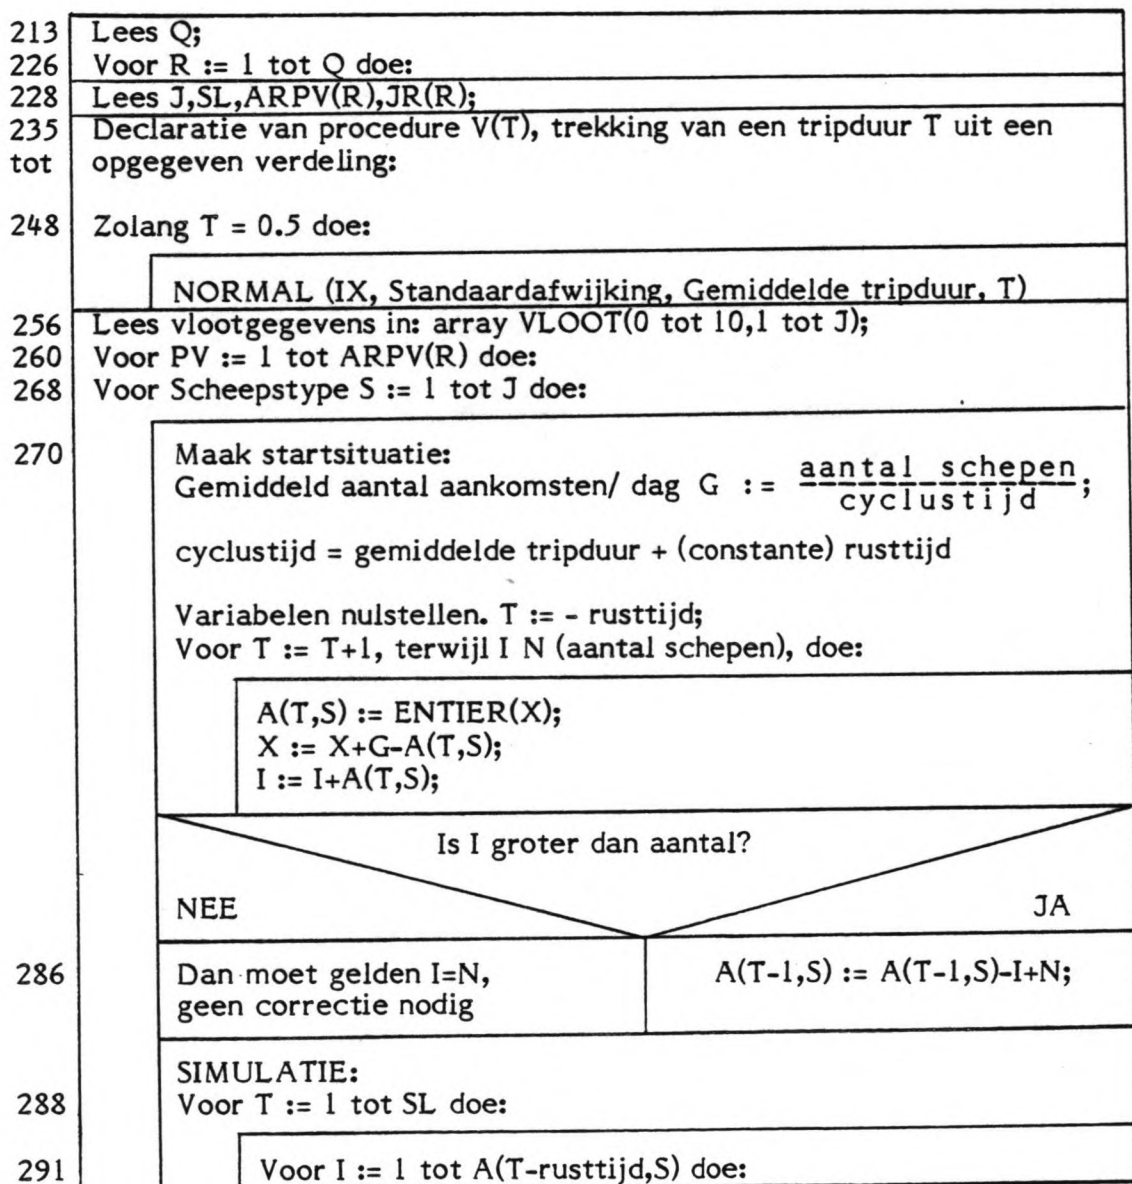 213 Lees Q;
226 Voor R := 1 tot Q doe:
228 Lees J,SL,ARPV(R),JR(R);
235 Declaratie van procedure V(T), trekking van een tripduur T uit een
tot opgegeven verdeling:
248 Zolang T = 0.5 doe:
NORMAL (IX, Standaardafwijking, Gemiddelde tripduur, T)
256 Lees vlootgegevens in: array VLOOT(0 tot 10,1 tot J);
260 Voor PV := 1 tot ARPV(R) doe:
268 Voor Scheepstype S := 1 tot J doe:
270 Maak startsituatie:
Gemiddeld aantal aankomsten/ dag G := aantal schepen
cyclustijd;
cyclustijd = gemiddelde tripduur + (constante) rusttijd
Variabelen nulstellen. T := - rusttijd;
Voor T := T+1, terwijl I N (aantal schepen), doe:
A(T,S) := ENTIER(X);
X := X+G-A(T,S);
I := I+A(T,S);
Is I groter dan aantal?
NEE JA
286 Dan moet gelden I=N, A(T-1,S) := A(T-1,S)-I+N;
geen correctie nodig
SIMULATIE:
288 Voor T := 1 tot SL doe:
291 Voor I := 1 tot A(T-rusttijd,S) doe: